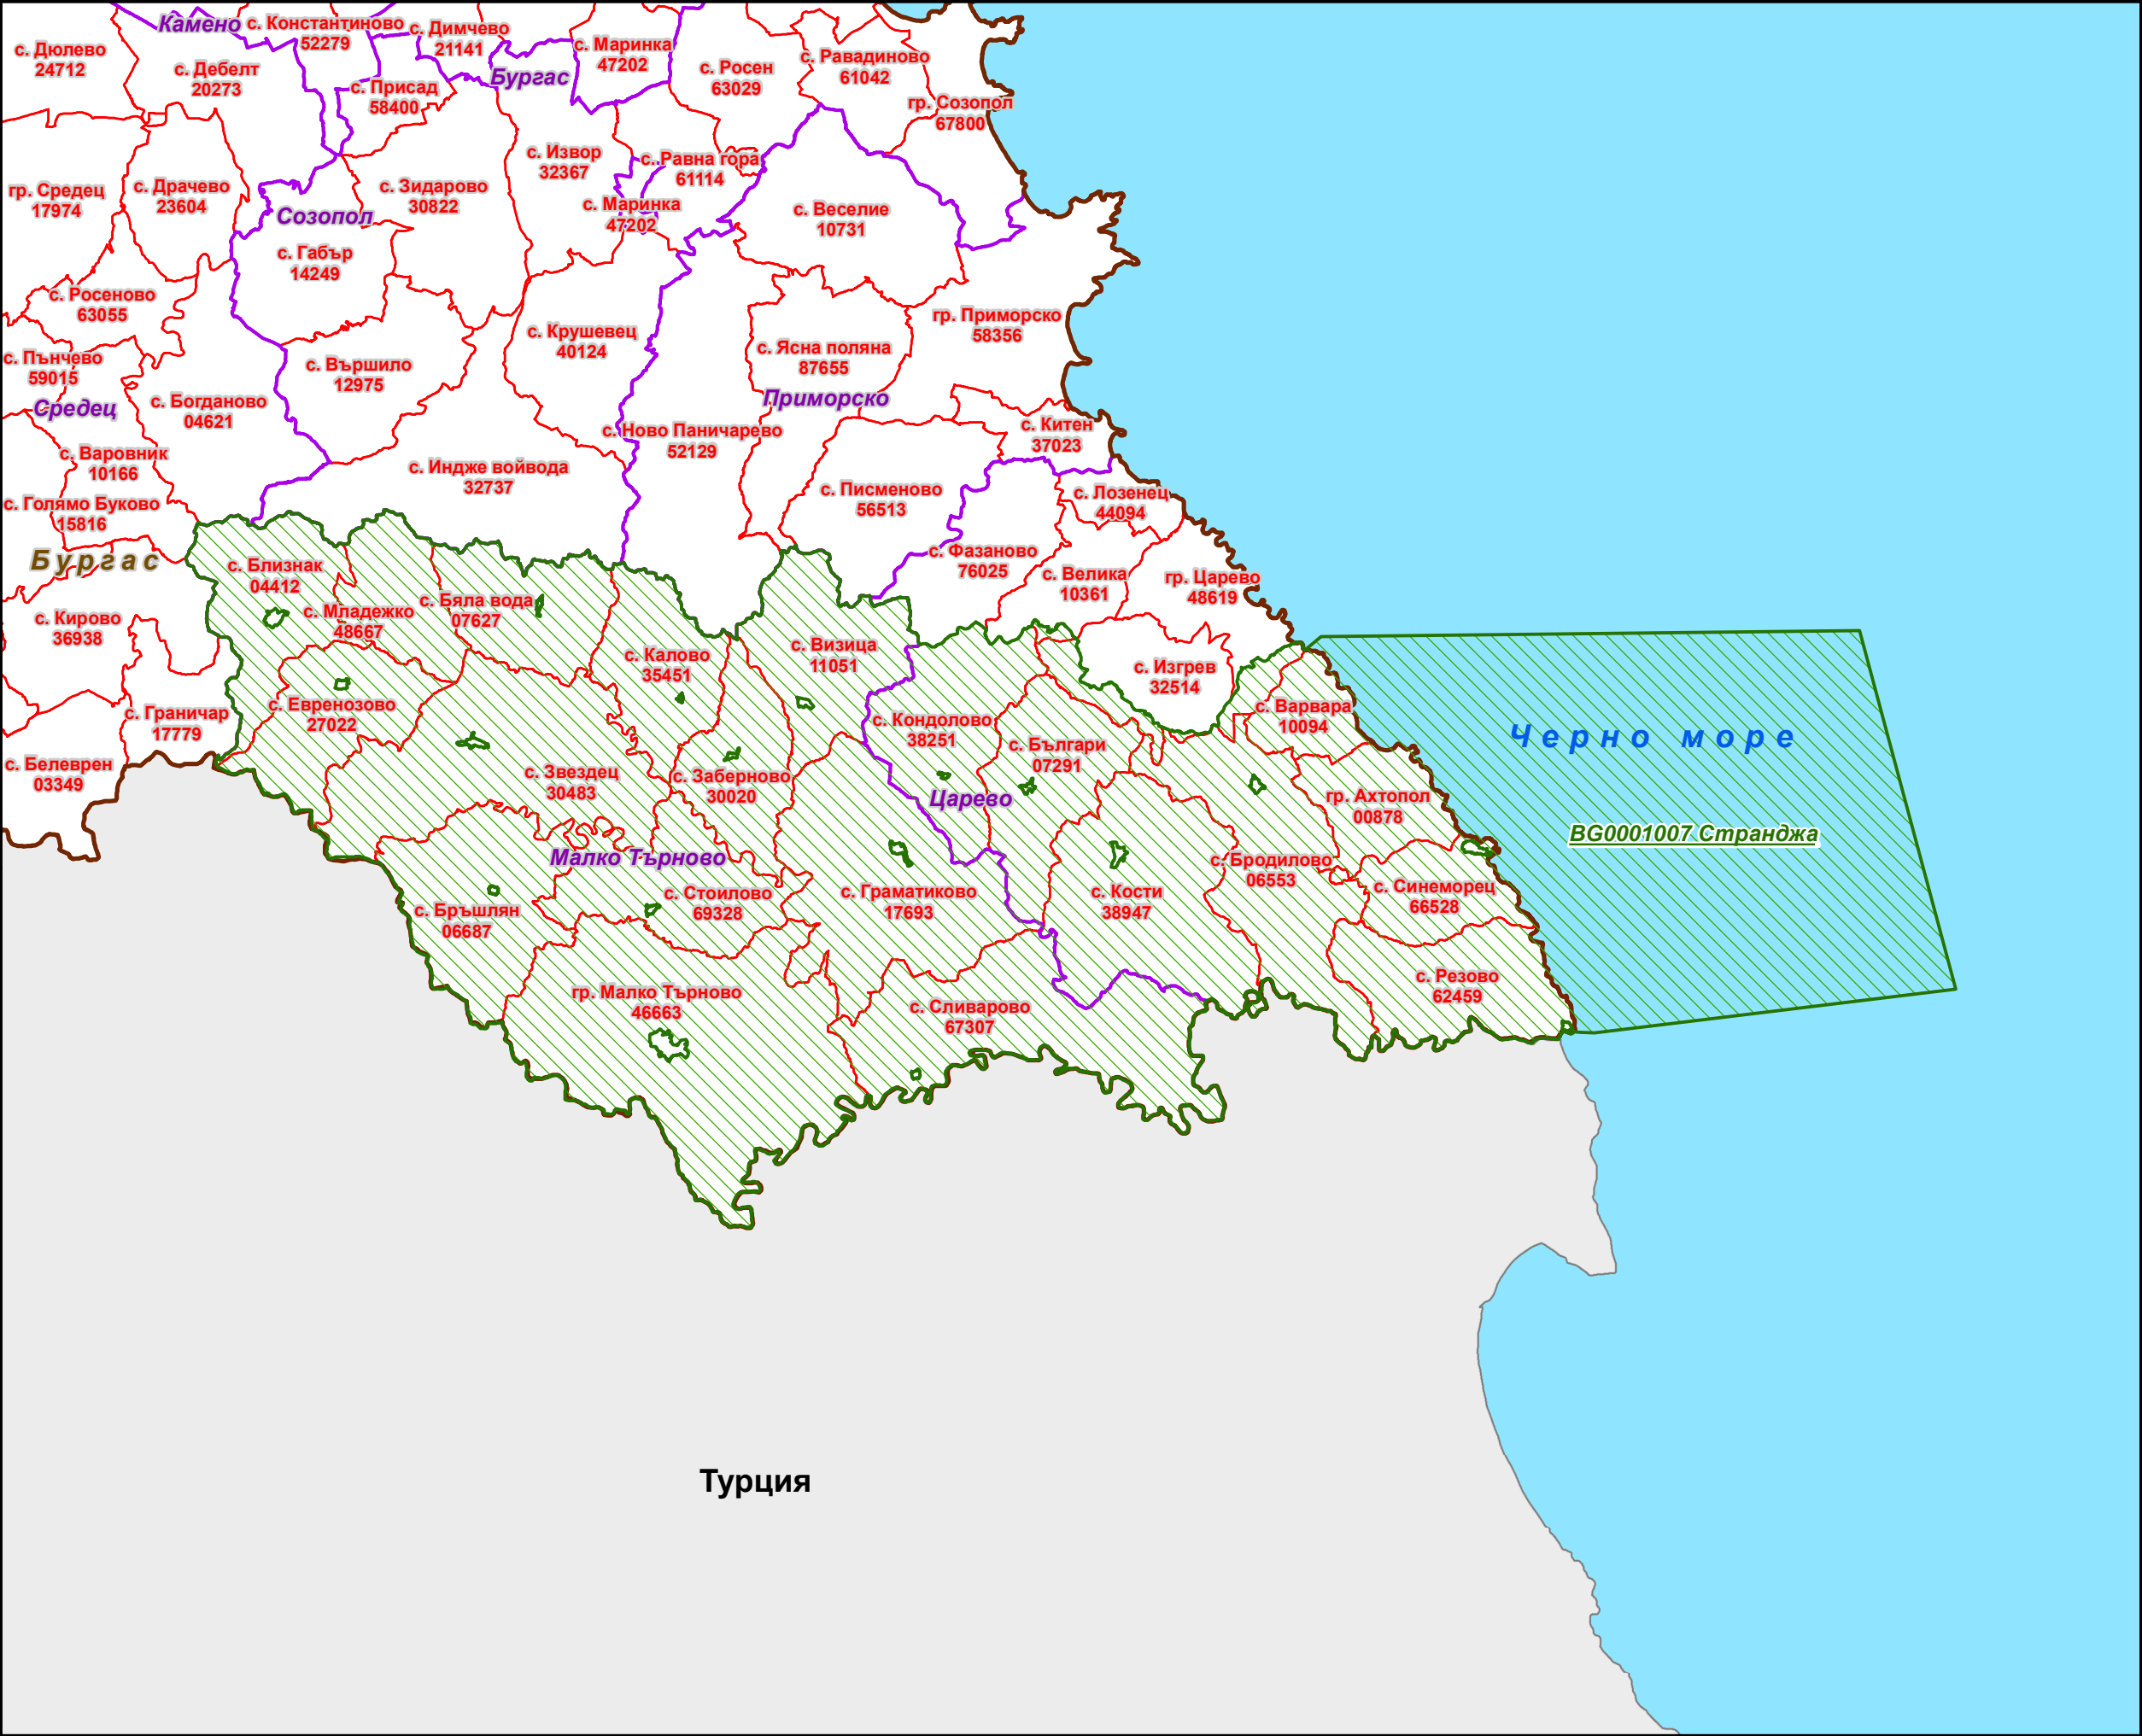 Камено
с. Константиново
52279
с. Димчево
21141
с. Маринка
47202
с. Дюлево
24712
с. Дебелт
20273
Бургас
с. Присад
58400
с. Росен
63029
с. Равадиново
61042
гр. Созопол
67800
с. Извор
32367
с. Равна гора
61114
гр. Средец
17974
с. Драчево
23604
с. Зидарово
30822
с. Маринка
47202
с. Веселие
10731
Созопол
с. Габър
14249
с. Росеново
63055
с. Крушевец
40124
гр. Приморско
58356
с. Пънчево
59015
с. Вършило
12975
с. Ясна поляна
87655
Средец
с. Богданово
04621
Приморско
с. Ново Паничарево
52129
с. Китен
37023
с. Варовник
10166
с. Индже войвода
32737
с. Писменово
56513
с. Лозенец
44094
с. Голямо Буково
15816
Бургас
с. Близнак
04412
с. Фазаново
76025
с. Велика
10361
гр. Царево
48619
с. Кирово
36938
с. Младежко
48667
с. Бяла вода
07627
с. Калово
35451
с. Визица
11051
с. Изгрев
32514
с. Граничар
17779
с. Евренозово
27022
с. Кондолово
38251
с. Варвара
10094
с. Българи
07291
Черно море
с. Белеврен
03349
с. Звездец
30483
с. Заберново
30020
Царево
гр. Ахтопол
00878
BG0001007 Странджа
Малко Търново
с. Бродилово
06553
с. Бръшлян
06687
с. Стоилово
69328
с. Граматиково
17693
с. Кости
38947
с. Синеморец
66528
гр. Малко Търново
46663
с. Сливарово
67307
с. Резово
62459
Турция